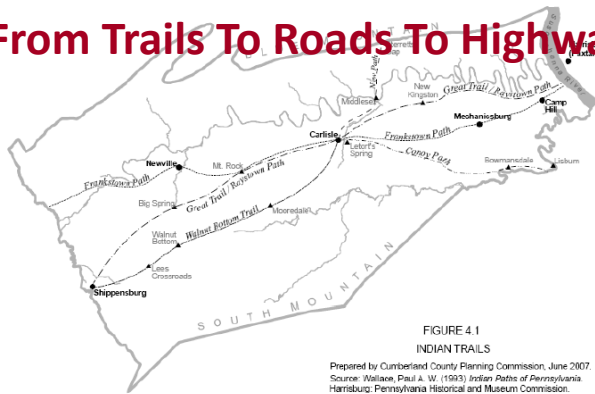 From Trails To Roads To Highwa
MOUNTAIN
New Path
Middlesex
New
Kingston
Great Trail / Raystown Path
Camp
Hill
Mechanicsburg
Carlisle
Frankstown Path
Letort's
Spring
Conoy Path
Bowmansdale
Lisburn
Newville
Mt. Rock
Frankstown Path
Big Spring
Great Trail / Raystown Path
Walnut Bottom Trail
Mooredale
Walnut
Bottom
Lees
Crossroads
Shippensburg
SOUTH MOUNTAIN
FIGURE 4.1
INDIAN TRAILS
Prepared by Cumberland County Planning Commission, June 2007.
Source: Wallace, Paul A. W. (1993) Indian Paths of Pennsylvania.
Harrisburg: Pennsylvania Historical and Museum Commission.